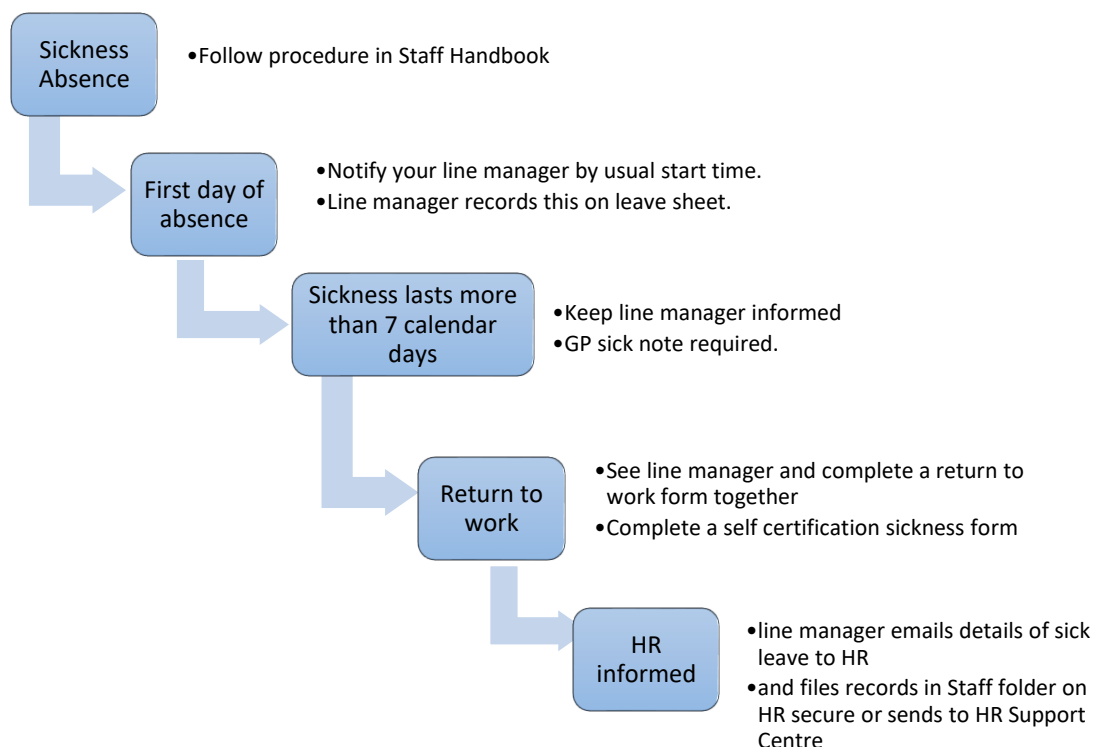 Sickness
Absence
•Follow procedure in Staff Handbook
First day of
absence
•Notify your line manager by usual start time.
•Line manager records this on leave sheet.
Sickness lasts more
than 7 calendar
days
•Keep line manager informed
•GP sick note required.
Return to
work
•See line manager and complete a return to
work form together
•Complete a self certification sickness form
HR
informed
•line manager emails details of sick
leave to HR
•and files records in Staff folder on
HR secure or sends to HR Support
Centre